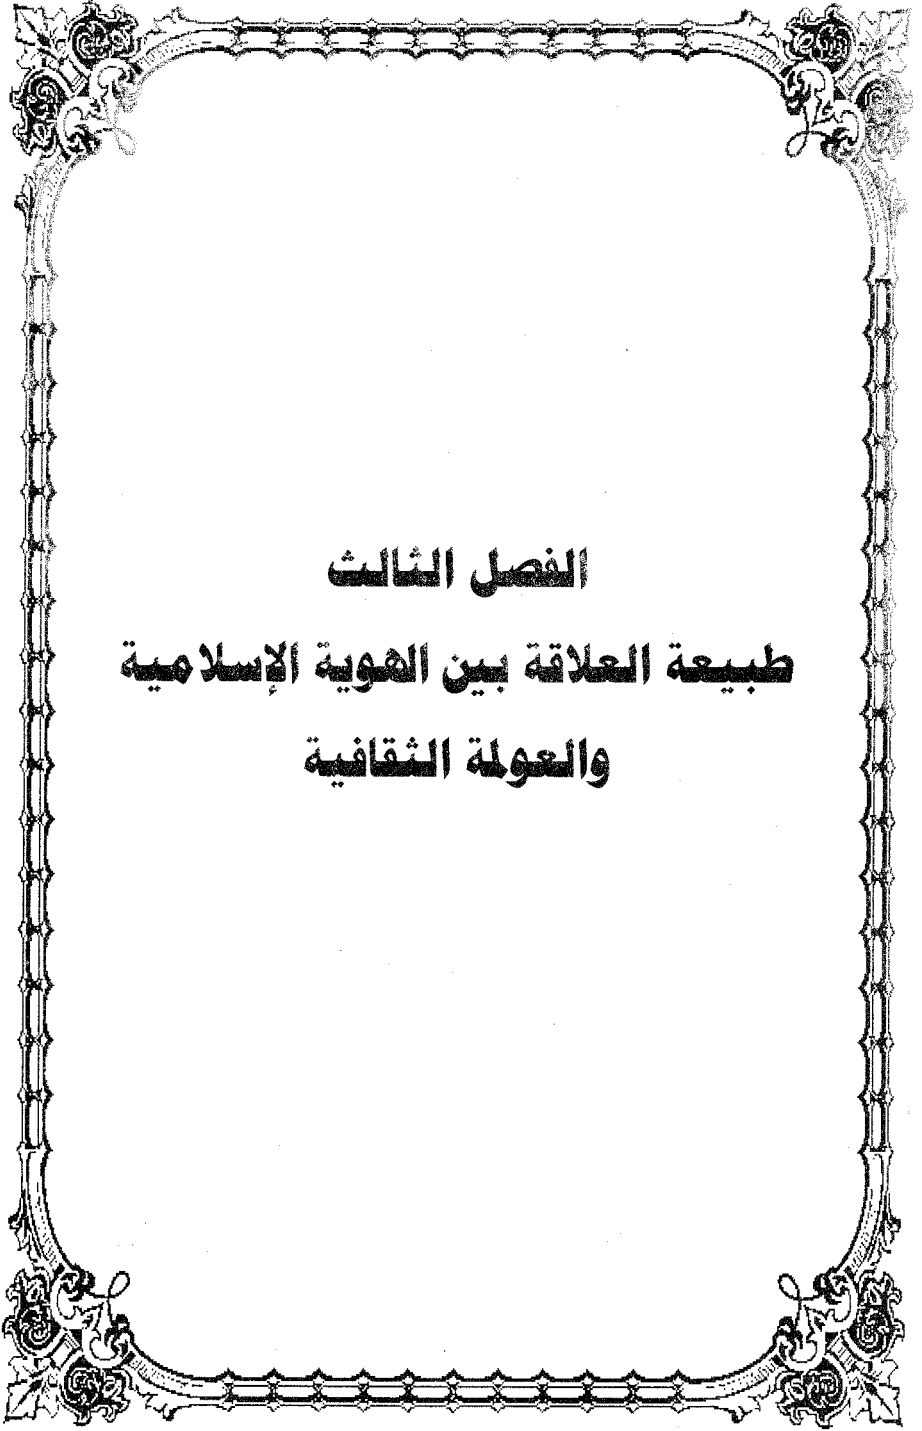 الفصل الثالث
طبيعة العلاقة بين الهوية الإسلامية
والعولمة الثقافية